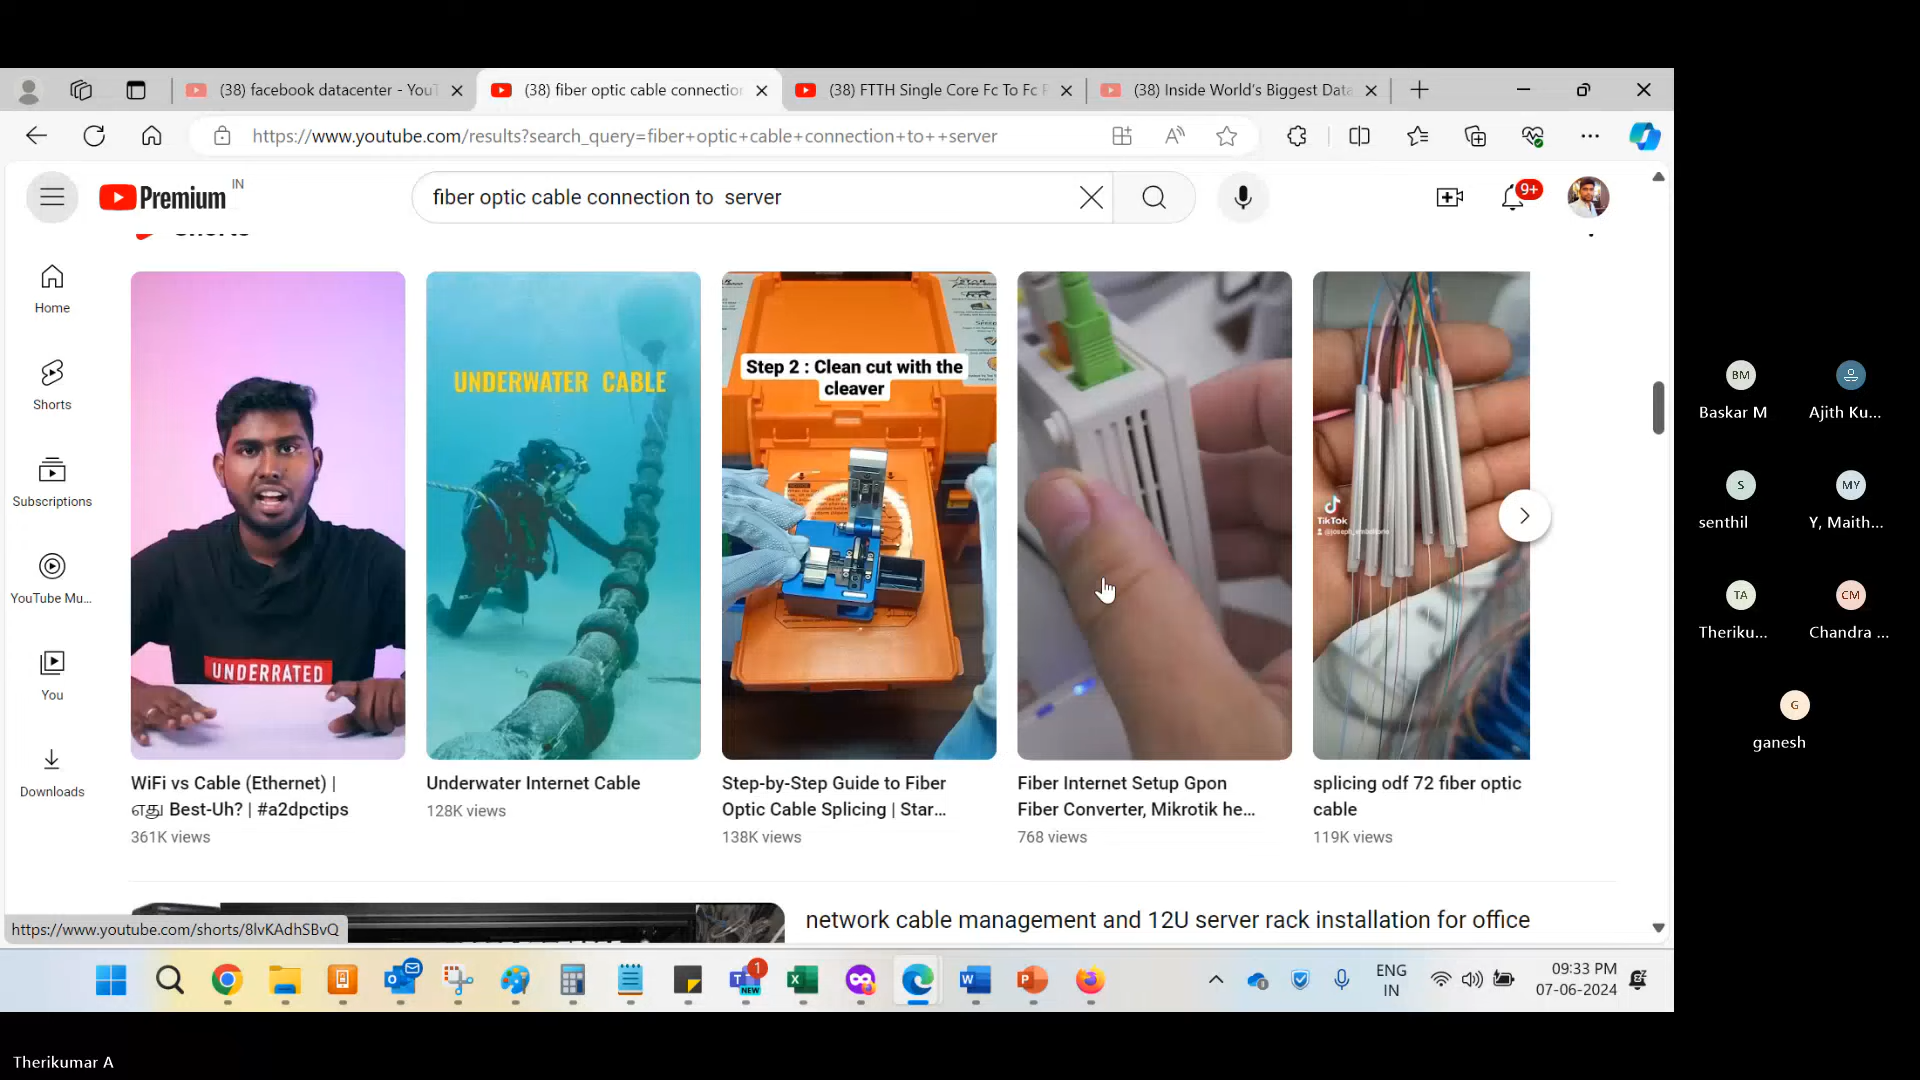 (38) facebook datacenter - YouT
(38) fiber optic cable connectio
(38) FTTH Single Core Fc To Fc P
(38) Inside World's Biggest Data
https://www.youtube.com/results?search_query=fiber+optic+cable+connection+to++server
Premium IN
fiber optic cable connection to  server
9+
Home
Shorts
Subscriptions
YouTube Mu...
You
Downloads
UNDERRATED
UNDERWATER CABLE
Step 2 : Clean cut with the
cleaver
TikTok
WiFi vs Cable (Ethernet) |
எது Best-Uh? | #a2dpctips
361K views
Underwater Internet Cable
128K views
Step-by-Step Guide to Fiber
Optic Cable Splicing | Star...
138K views
Fiber Internet Setup Gpon
Fiber Converter, Mikrotik he...
768 views
splicing odf 72 fiber optic
cable
119K views
network cable management and 12U server rack installation for office
https://www.youtube.com/shorts/8lvKAdhSBvQ
1
NEW
ENG
IN
09:33 PM
07-06-2024
BM
Baskar M
Ajith Ku...
S
senthil
MY
Y, Maith...
TA
Theriku...
CM
Chandra ...
G
ganesh
Therikumar A